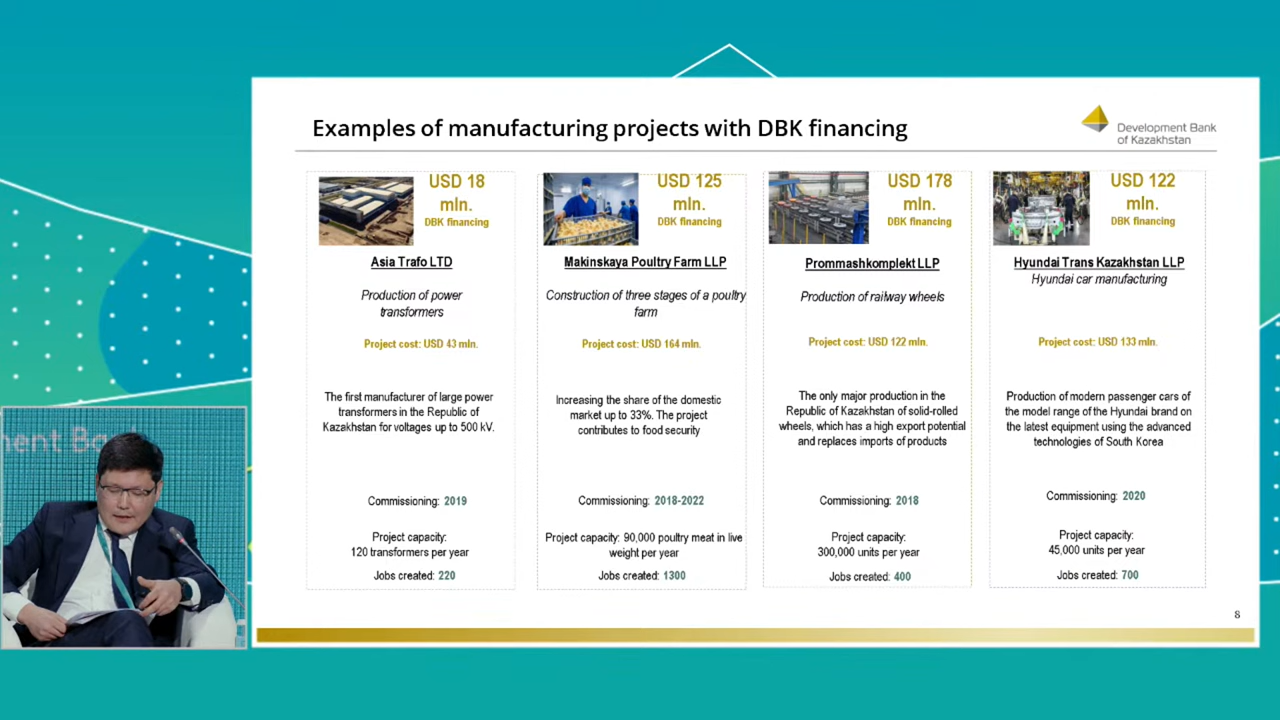 Examples of manufacturing projects with DBK financing
Development Bank
of Kazakhstan
USD 18
mln.
DBK financing
Asia Trafo LTD
Production of power
transformers
Project cost: USD 43 mln.
The first manufacturer of large power
transformers in the Republic of
Kazakhstan for voltages up to 500 kV.
Commissioning: 2019
Project capacity:
120 transformers per year
Jobs created: 220
USD 125
mln.
DBK financing
Makinskaya Poultry Farm LLP
Construction of three stages of a poultry
farm
Project cost: USD 164 mln.
Increasing the share of the domestic
market up to 33%. The project
contributes to food security
Commissioning: 2018-2022
Project capacity: 90,000 poultry meat in live
weight per year
Jobs created: 1300
USD 178
mln.
DBK financing
Prommashkomplekt LLP
Production of railway wheels
Project cost: USD 122 mln.
The only major production in the
Republic of Kazakhstan of solid-rolled
wheels, which has a high export potential
and replaces imports of products
Commissioning: 2018
Project capacity:
300,000 units per year
Jobs created: 400
USD 122
mln.
DBK financing
Hyundai Trans Kazakhstan LLP
Hyundai car manufacturing
Project cost: USD 133 mln.
Production of modern passenger cars of
the model range of the Hyundai brand on
the latest equipment using the advanced
technologies of South Korea
Commissioning: 2020
Project capacity:
45,000 units per year
Jobs created: 700
8
ment Bank